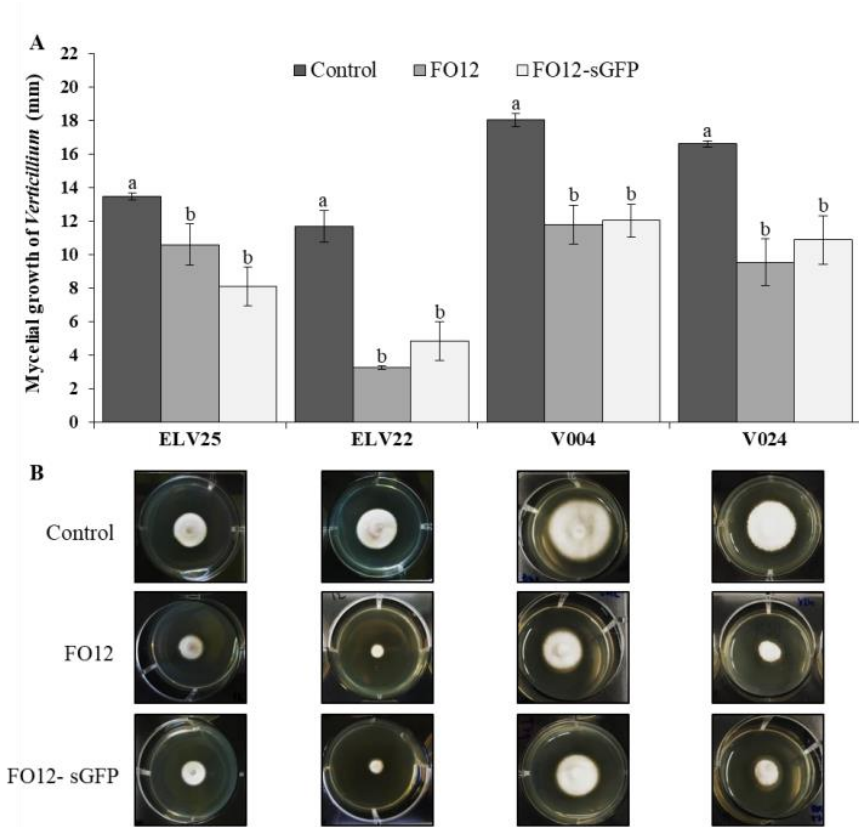 A
Mycelial growth of Verticillium (mm)
22
20
18
16
14
12
10
8
6
4
2
0
Control FO12 FO12-sGFP
a
b
b
a
b
b
a
b
b
a
b
b
ELV25 ELV22 V004 V024
B
Control
FO12
FO12- sGFP